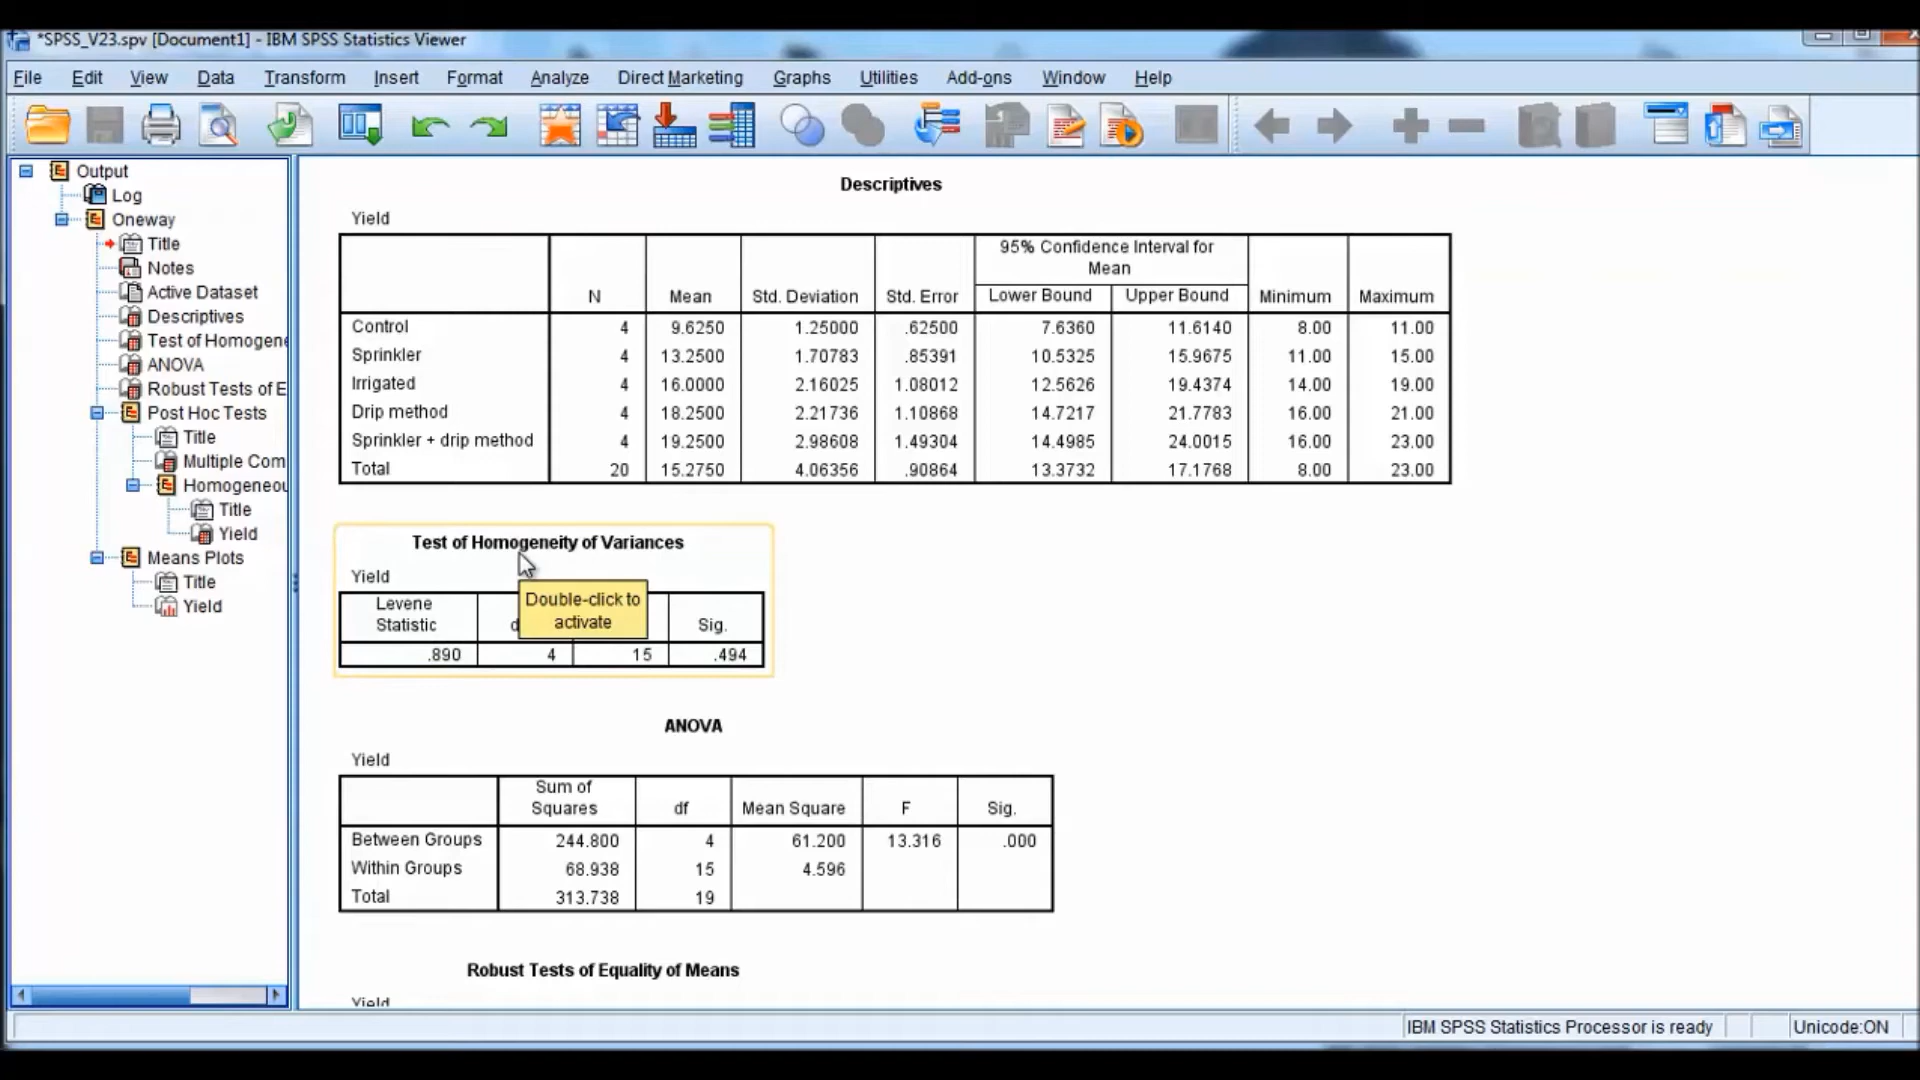 *SPSS_V23.spv [Document1] - IBM SPSS Statistics Viewer
File Edit View Data Transform Insert Format Analyze Direct Marketing Graphs Utilities Add-ons Window Help
Output
Log
Oneway
Title
Notes
Active Dataset
Descriptives
Test of Homogene
ANOVA
Robust Tests of E
Post Hoc Tests
Title
Multiple Com
Homogeneou
Title
Yield
Means Plots
Title
Yield
Descriptives
Yield
N Mean Std. Deviation Std. Error 95% Confidence Interval for Mean Minimum Maximum
Lower Bound Upper Bound
Control 4 9.6250 1.25000 .62500 7.6360 11.6140 8.00 11.00
Sprinkler 4 13.2500 1.70783 .85391 10.5325 15.9675 11.00 15.00
Irrigated 4 16.0000 2.16025 1.08012 12.5626 19.4374 14.00 19.00
Drip method 4 18.2500 2.21736 1.10868 14.7217 21.7783 16.00 21.00
Sprinkler + drip method 4 19.2500 2.98608 1.49304 14.4985 24.0015 16.00 23.00
Total 20 15.2750 4.06356 .90864 13.3732 17.1768 8.00 23.00
Test of Homogeneity of Variances
Yield
Levene
Statistic Sig.
Double-click to
activate
.890 4 15 .494
ANOVA
Yield
Sum of
Squares df Mean Square F Sig.
Between Groups 244.800 4 61.200 13.316 .000
Within Groups 68.938 15 4.596
Total 313.738 19
Robust Tests of Equality of Means
Yield
IBM SPSS Statistics Processor is ready Unicode:ON